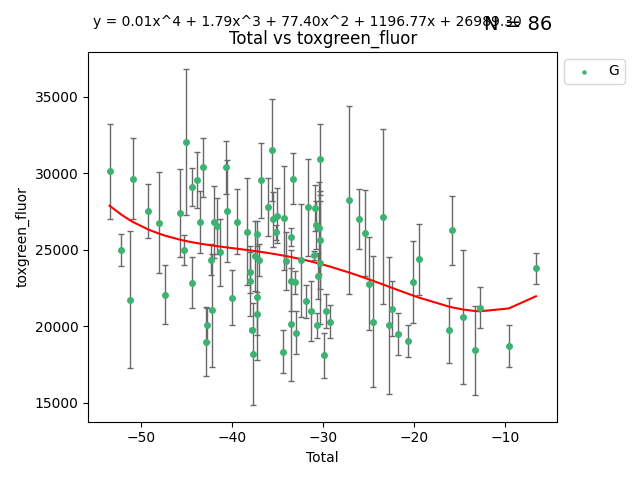 y = 0.01x^4 + 1.79x^3 + 77.40x^2 + 1196.77x + 26989.30
N = 86
Total vs toxgreen_fluor
G
35000
30000
25000
20000
15000
toxgreen_fluor
−50
−40
−30
−20
−10
Total